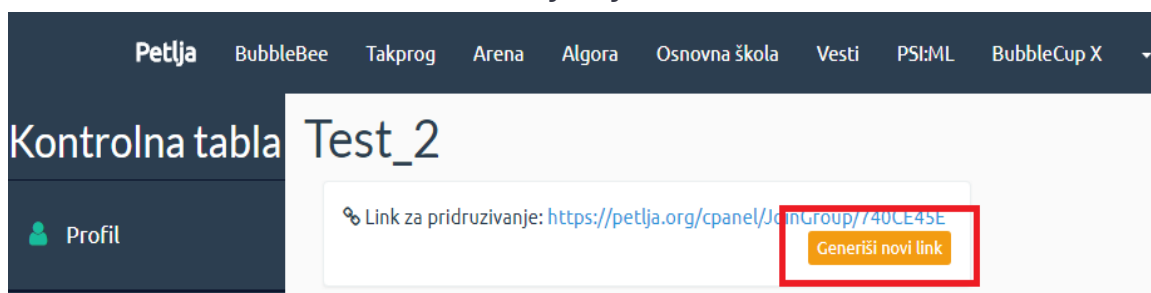 Petlja BubbleBee Takprog Arena Algora Osnovna škola Vesti PSI:ML BubbleCup X
Kontrolna tabla
Test_2
Link za pridruzivanje: https://petlja.org/cpanel/JoinGroup/740CE45E
Profil
Generiši novi link